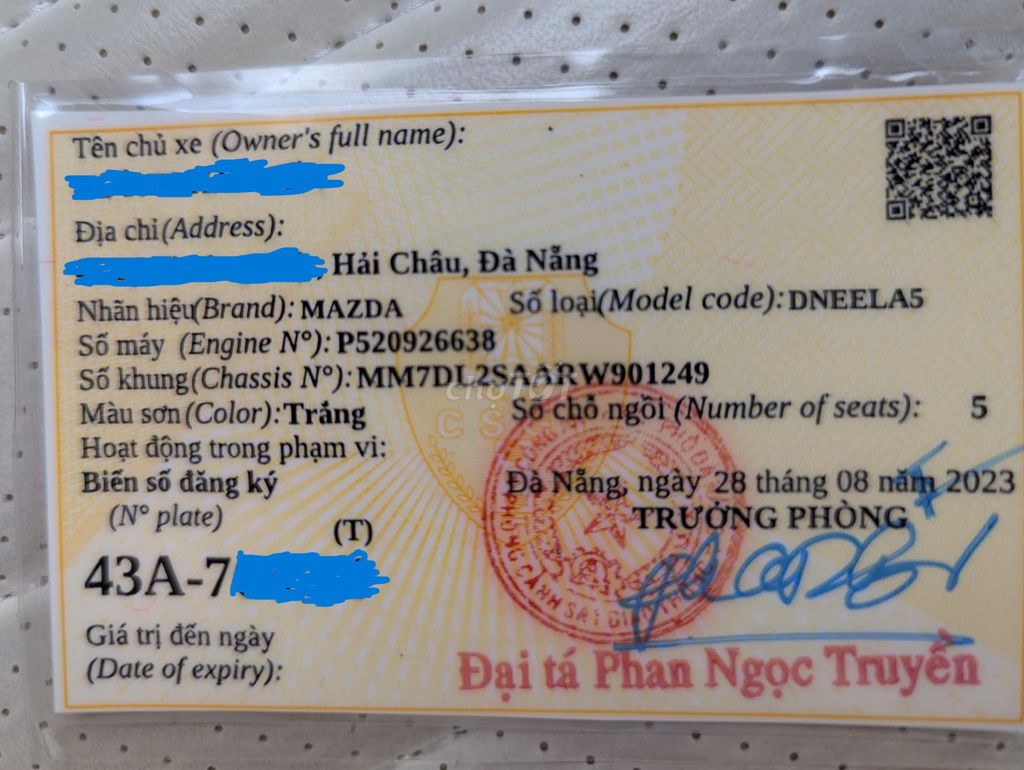 Tên chủ xe (Owner's full name):
Địa chỉ(Address):
Hải Châu, Đà Nẵng
Nhãn hiệu(Brand): MAZDA Số loại(Model code): DNEELA5
Số máy (Engine N°): P520926638
Số khung(Chassis N°): MM7DL2SAARW901249
chợTỐT
Màu sơn(Color): Trắng Số chỗ ngồi (Number of seats): 5
Hoạt động trong phạm vi:
Biển số đăng ký Đà Nẵng, ngày 28 tháng 08 năm 2023
(N° plate) TRƯỞNG PHÒNG
(T)
43A-7
Giá trị đến ngày
(Date of expiry):
Đại tá Phan Ngọc Truyền